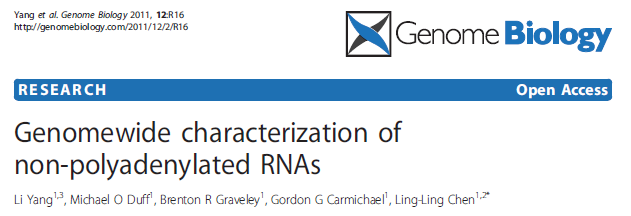 Yang et al. Genome Biology 2011, 12:R16
http://genomebiology.com/2011/12/2/R16
Genome Biology
RESEARCH Open Access
Genomewide characterization of
non-polyadenylated RNAs
Li Yang1,3, Michael O Duff1, Brenton R Graveley1, Gordon G Carmichael1, Ling-Ling Chen1,2*